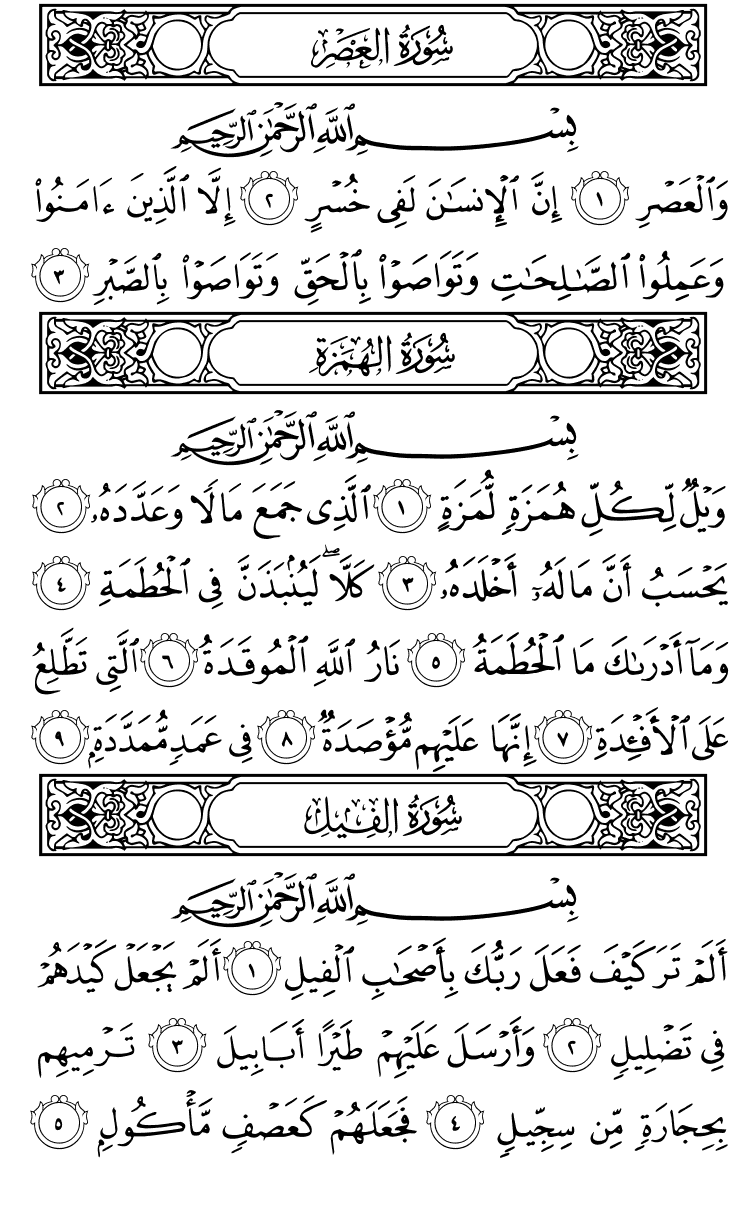 سُورَةُ العَصۡرِ
بِسۡمِ ٱللَّهِ ٱلرَّحۡمَٰنِ ٱلرَّحِيمِ
وَٱلۡعَصۡرِ ١ إِنَّ ٱلۡإِنسَٰنَ لَفِي خُسۡرٍ ٢ إِلَّا ٱلَّذِينَ ءَامَنُواْ
وَعَمِلُواْ ٱلصَّٰلِحَٰتِ وَتَوَاصَوۡاْ بِٱلۡحَقِّ وَتَوَاصَوۡاْ بِٱلصَّبۡرِ ٣
سُورَةُ الهُمَزَةِ
بِسۡمِ ٱللَّهِ ٱلرَّحۡمَٰنِ ٱلرَّحِيمِ
وَيۡلٞ لِّكُلِّ هُمَزَةٖ لُّمَزَةٍ ١ ٱلَّذِي جَمَعَ مَالٗا وَعَدَّدَهُۥ ٢
يَحۡسَبُ أَنَّ مَالَهُۥٓ أَخۡلَدَهُۥ ٣ كَلَّاۖ لَيُنۢبَذَنَّ فِي ٱلۡحُطَمَةِ ٤
وَمَآ أَدۡرَىٰكَ مَا ٱلۡحُطَمَةُ ٥ نَارُ ٱللَّهِ ٱلۡمُوقَدَةُ ٦ ٱلَّتِي تَطَّلِعُ
عَلَى ٱلۡأَفۡـِٔدَةِ ٧ إِنَّهَا عَلَيۡهِم مُّؤۡصَدَةٞ ٨ فِي عَمَدٖ مُّمَدَّدَةِۭ ٩
سُورَةُ الفِيلِ
بِسۡمِ ٱللَّهِ ٱلرَّحۡمَٰنِ ٱلرَّحِيمِ
أَلَمۡ تَرَ كَيۡفَ فَعَلَ رَبُّكَ بِأَصۡحَٰبِ ٱلۡفِيلِ ١ أَلَمۡ يَجۡعَلۡ كَيۡدَهُمۡ
فِي تَضۡلِيلٖ ٢ وَأَرۡسَلَ عَلَيۡهِمۡ طَيۡرًا أَبَابِيلَ ٣ تَرۡمِيهِم
بِحِجَارَةٖ مِّن سِجِّيلٖ ٤ فَجَعَلَهُمۡ كَعَصۡفٖ مَّأۡكُولِۭ ٥